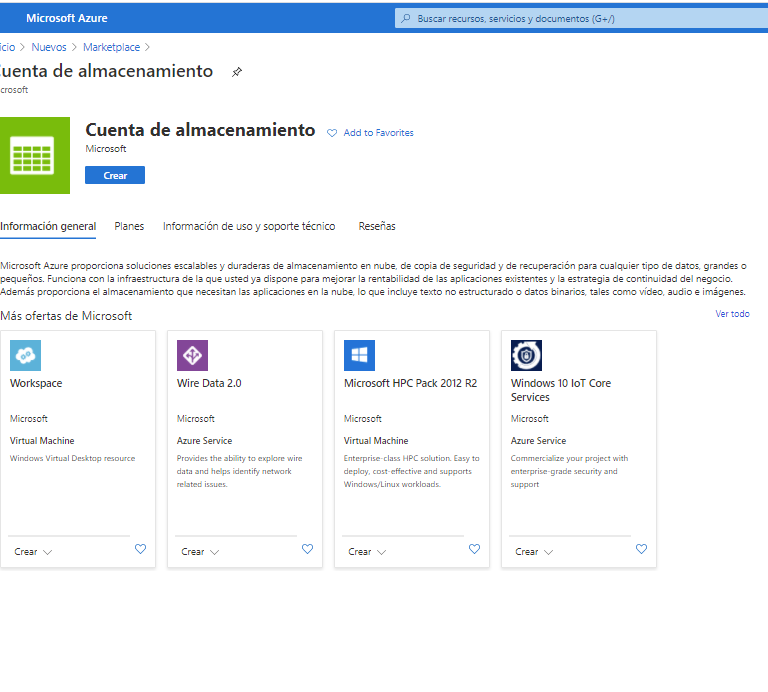 Microsoft Azure
Buscar recursos, servicios y documentos (G+/)
icio > Nuevos > Marketplace >
Cuenta de almacenamiento
crosoft
Cuenta de almacenamiento
Add to Favorites
Microsoft
Crear
Información general
Planes
Información de uso y soporte técnico
Reseñas
Microsoft Azure proporciona soluciones escalables y duraderas de almacenamiento en nube, de copia de seguridad y de recuperación para cualquier tipo de datos, grandes o
pequeños. Funciona con la infraestructura de la que usted ya dispone para mejorar la rentabilidad de las aplicaciones existentes y la estrategia de continuidad del negocio.
Además proporciona el almacenamiento que necesitan las aplicaciones en la nube, lo que incluye texto no estructurado o datos binarios, tales como vídeo, audio e imágenes.
Más ofertas de Microsoft
Ver todo
Workspace
Microsoft
Virtual Machine
Windows Virtual Desktop resource
Crear
Wire Data 2.0
Microsoft
Azure Service
Provides the ability to explore wire
data and helps identify network
related issues.
Crear
Microsoft HPC Pack 2012 R2
Microsoft
Virtual Machine
Enterprise-class HPC solution. Easy to
deploy, cost-effective and supports
Windows/Linux workloads.
Crear
Windows 10 IoT Core
Services
Microsoft
Azure Service
Commercialize your project with
enterprise-grade security and
support
Crear